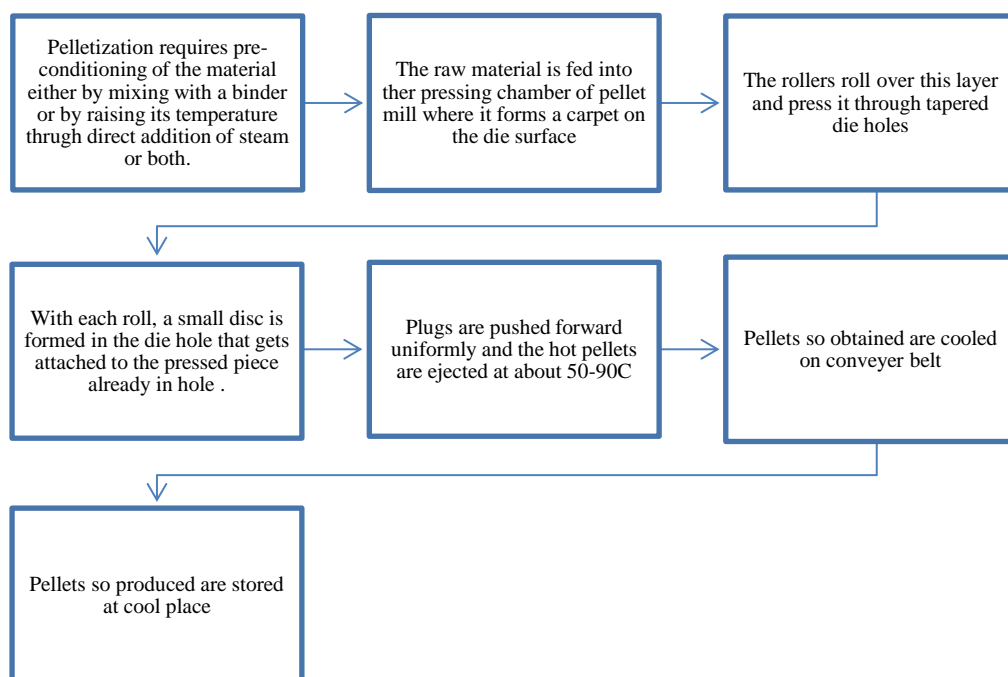 Pelletization requires pre-
conditioning of the material
either by mixing with a binder
or by raising its temperature
thrugh direct addition of steam
or both.
The raw material is fed into
ther pressing chamber of pellet
mill where it forms a carpet on
the die surface
The rollers roll over this layer
and press it through tapered
die holes
With each roll, a small disc is
formed in the die hole that gets
attached to the pressed piece
already in hole .
Plugs are pushed forward
uniformly and the hot pellets
are ejected at about 50-90C
Pellets so obtained are cooled
on conveyer belt
Pellets so produced are stored
at cool place